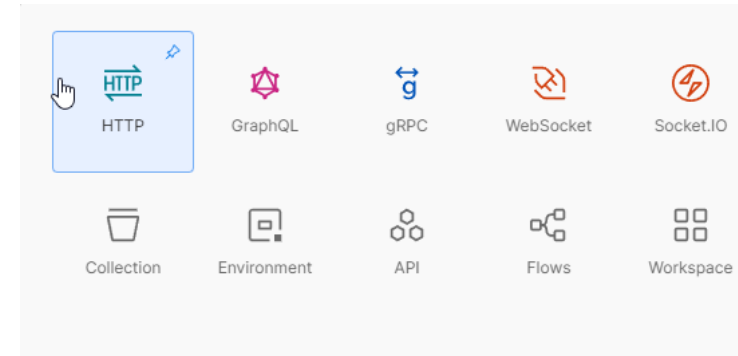 HTTP
HTTP GraphQL gRPC WebSocket Socket.IO
Collection Environment API Flows Workspace